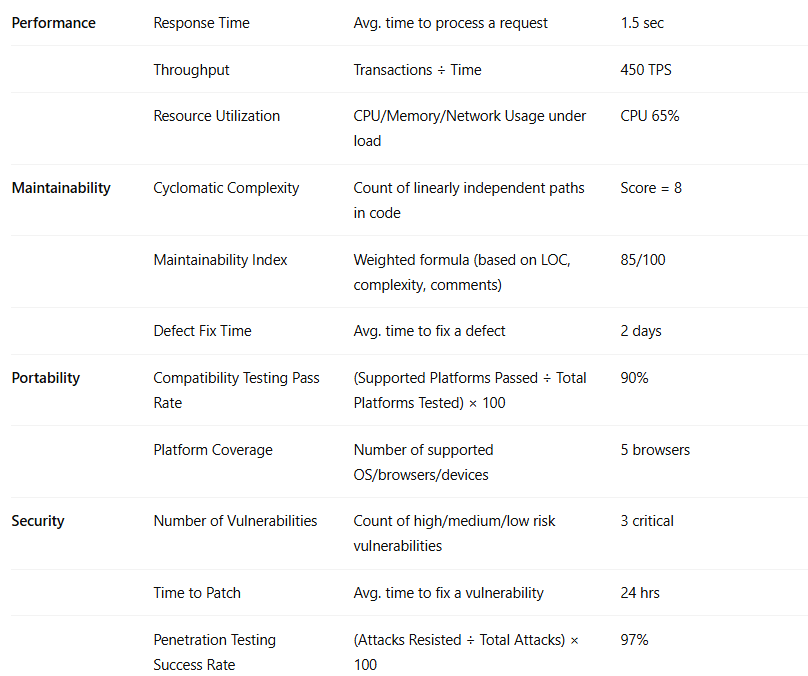 Performance Response Time Avg. time to process a request 1.5 sec
Throughput Transactions ÷ Time 450 TPS
Resource Utilization CPU/Memory/Network Usage under CPU 65%
load
Maintainability Cyclomatic Complexity Count of linearly independent paths Score = 8
in code
Maintainability Index Weighted formula (based on LOC, 85/100
complexity, comments)
Defect Fix Time Avg. time to fix a defect 2 days
Portability Compatibility Testing Pass (Supported Platforms Passed ÷ Total 90%
Rate Platforms Tested) × 100
Platform Coverage Number of supported 5 browsers
OS/browsers/devices
Security Number of Vulnerabilities Count of high/medium/low risk 3 critical
vulnerabilities
Time to Patch Avg. time to fix a vulnerability 24 hrs
Penetration Testing (Attacks Resisted ÷ Total Attacks) × 97%
Success Rate 100